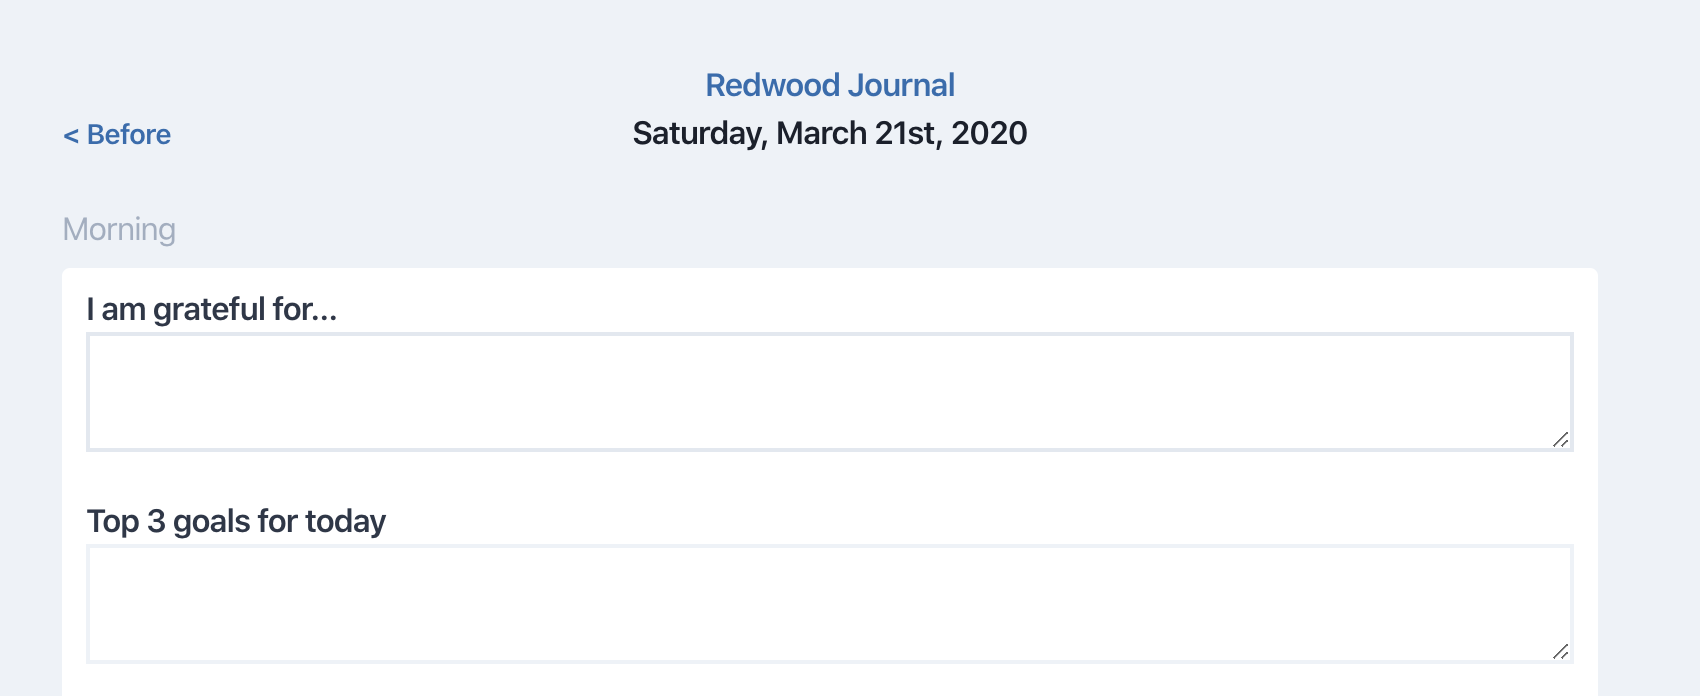 Redwood Journal
< Before
Saturday, March 21st, 2020
Morning
I am grateful for...
Top 3 goals for today